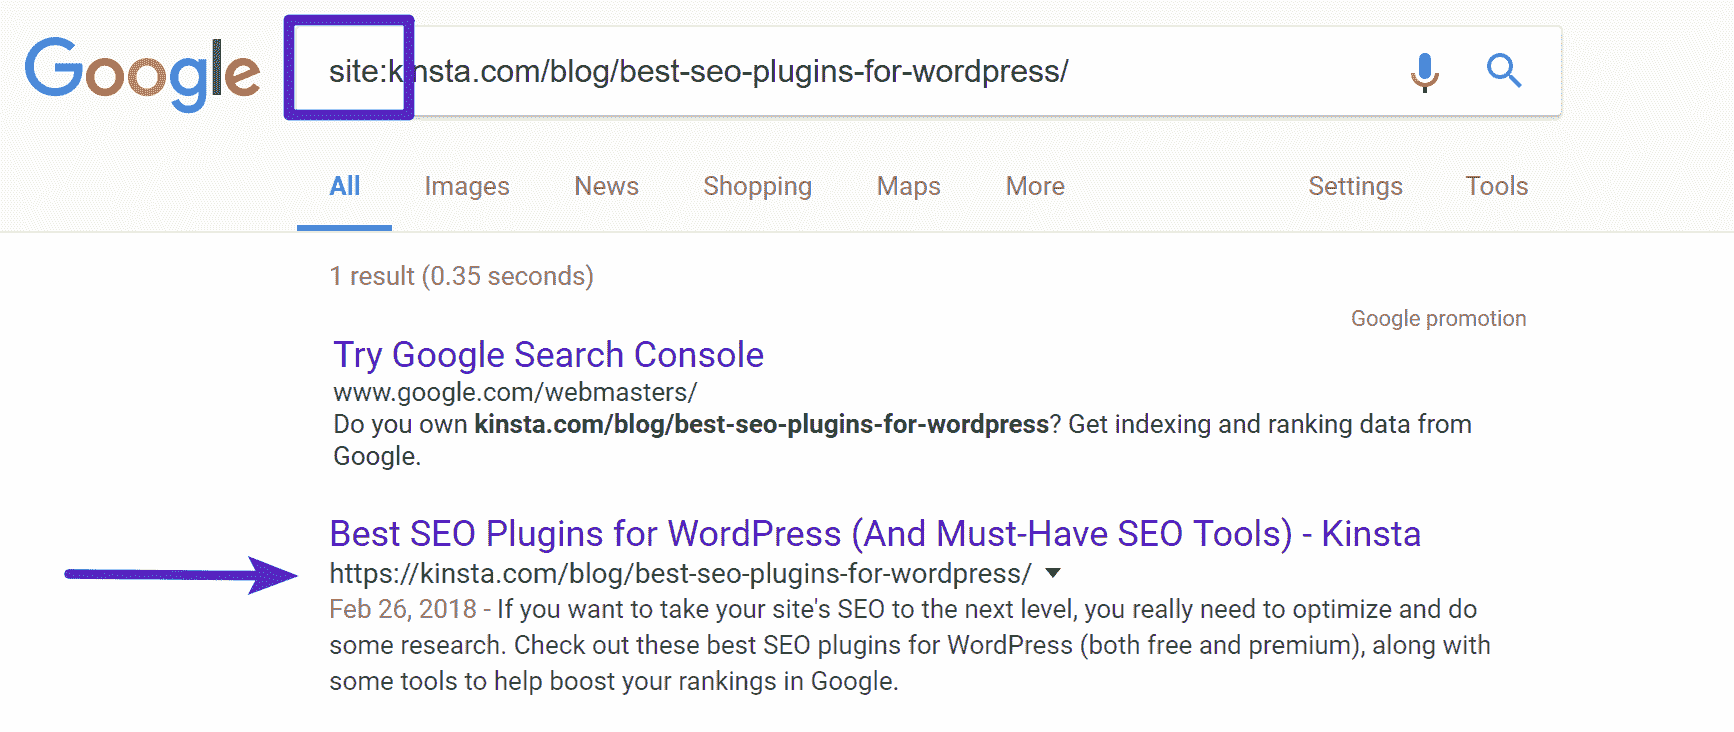 Google site:kinsta.com/blog/best-seo-plugins-for-wordpress/
All Images News Shopping Maps More Settings Tools
1 result (0.35 seconds)
Google promotion
Try Google Search Console
www.google.com/webmasters/
Do you own kinsta.com/blog/best-seo-plugins-for-wordpress? Get indexing and ranking data from
Google.
Best SEO Plugins for WordPress (And Must-Have SEO Tools) - Kinsta
https://kinsta.com/blog/best-seo-plugins-for-wordpress/
Feb 26, 2018 - If you want to take your site's SEO to the next level, you really need to optimize and do
some research. Check out these best SEO plugins for WordPress (both free and premium), along with
some tools to help boost your rankings in Google.